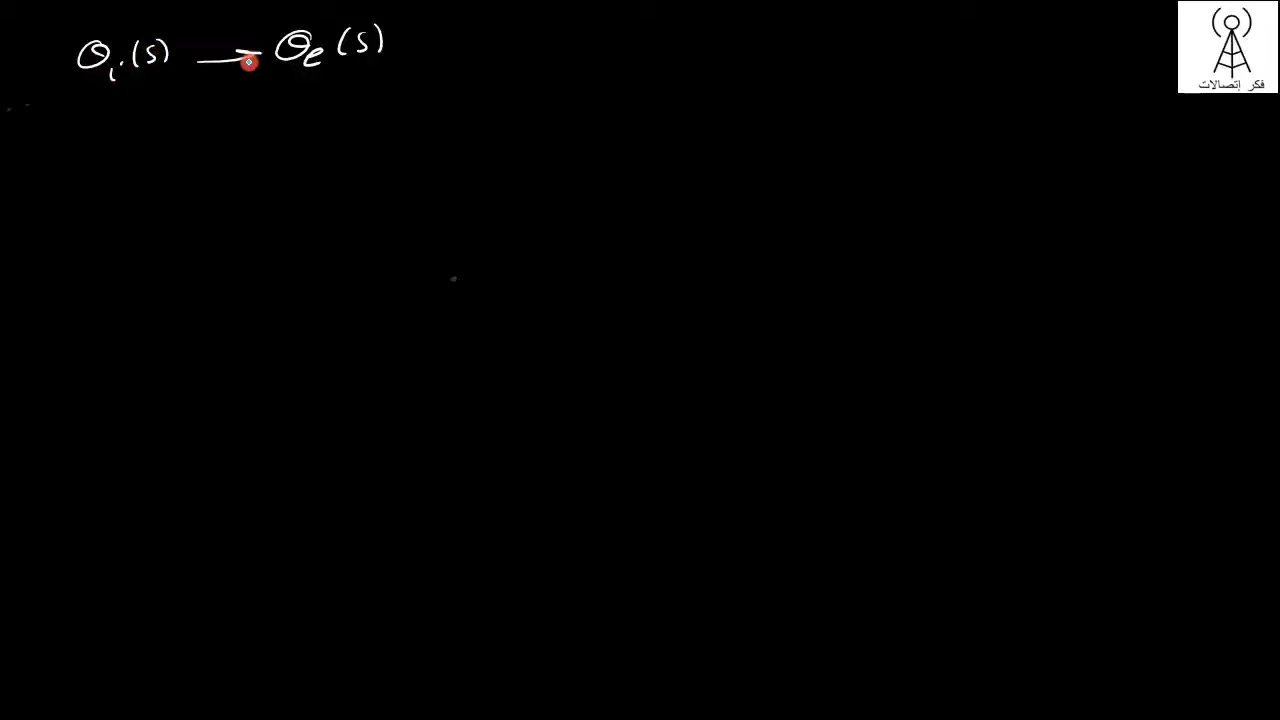 θi(s) → θe(s)
فكر إتصالات